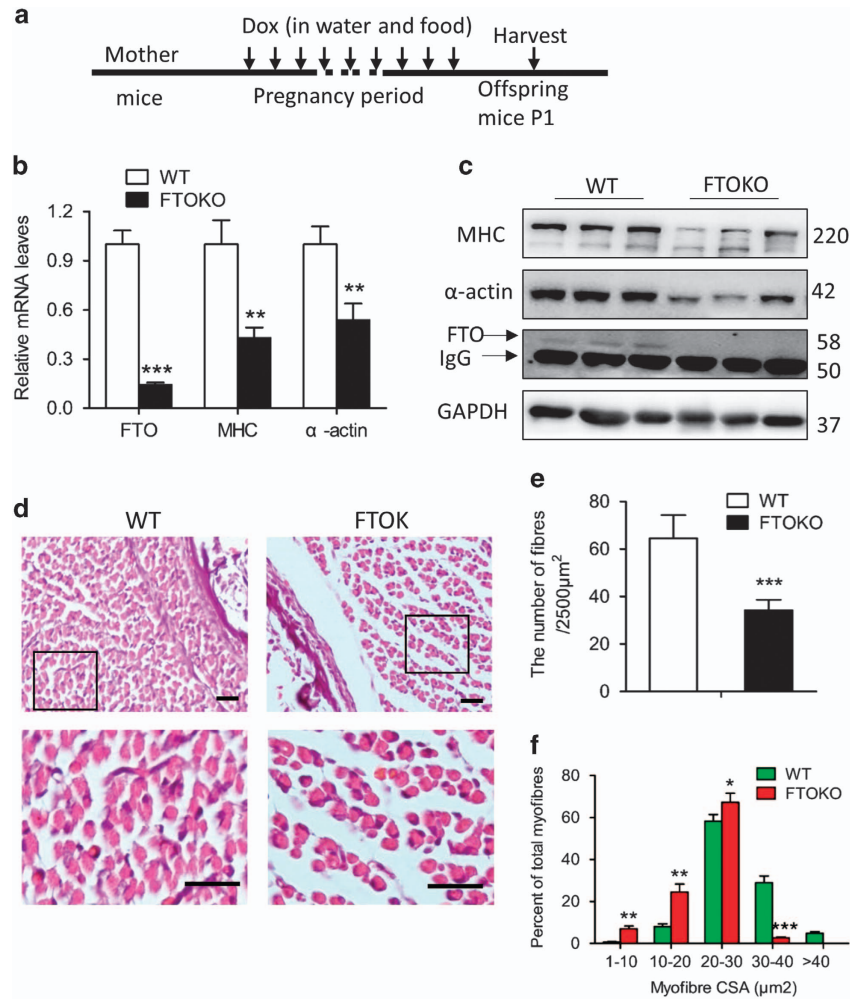 a
Dox (in water and food)
Mother
Harvest
mice
Pregnancy period
Offspring
mice P1
b
WT
FTOKO
Relative mRNA leaves
1.2
0.9
0.6
0.3
0.0
***
**
**
FTO
MHC
α -actin
c
WT
FTOKO
MHC
220
α-actin
42
FTO
58
IgG
50
GAPDH
37
d
WT
FTOK
e
WT
FTOKO
The number of fibres
/2500µm2
80
60
40
20
0
***
f
WT
FTOKO
Percent of total myofibres
80
60
40
20
0
**
**
*
***
1-10
10-20
20-30
30-40
>40
Myofibre CSA (µm2)